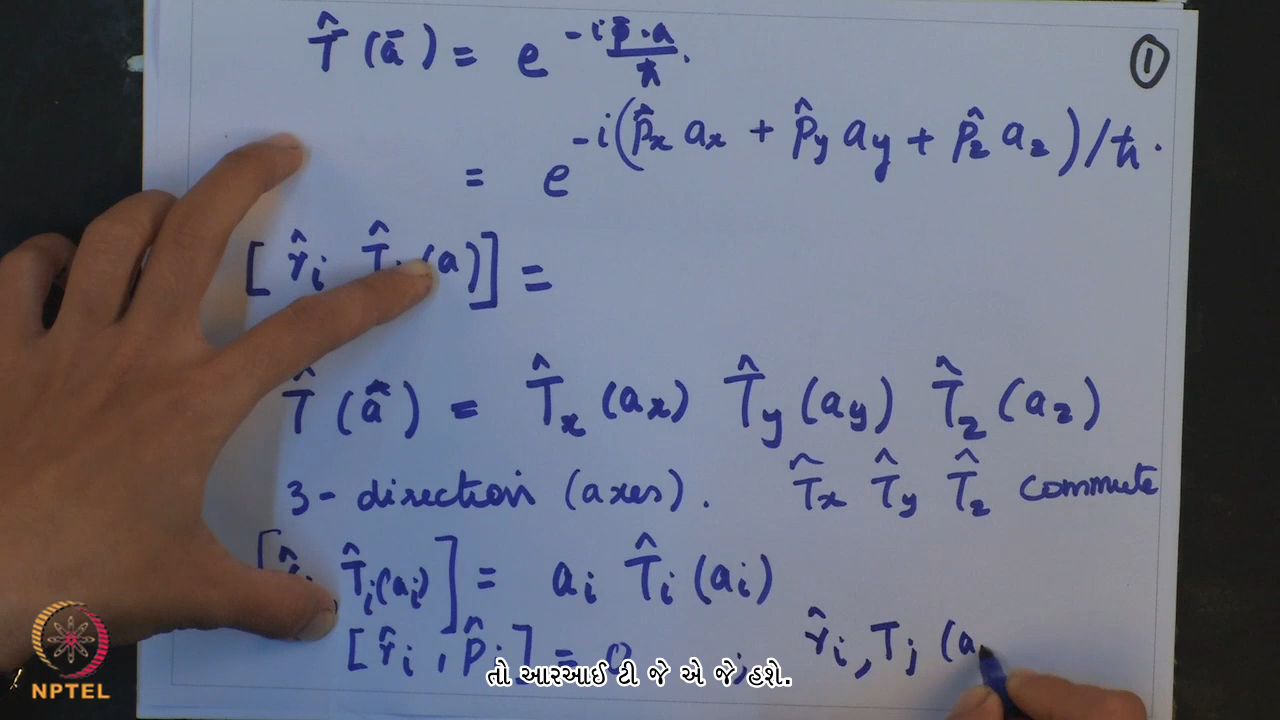 ①
T̂ (ā) = e^{-i p̄·a / ħ}.
= e^{-i(p̂x ax + p̂y ay + p̂z az)/ħ}.
[r̂i T̂i (a)] =
T̂ (â) = T̂x (ax) T̂y (ay) T̂z (az)
3-direction (axes). T̂x T̂y T̂z commute
T̂i(ai)] = ai T̂i (ai)
[r̂i , p̂j] = 0 ; r̂i , Tj (a
તો આરઆઈ ટી જે એ જે હશે.
NPTEL